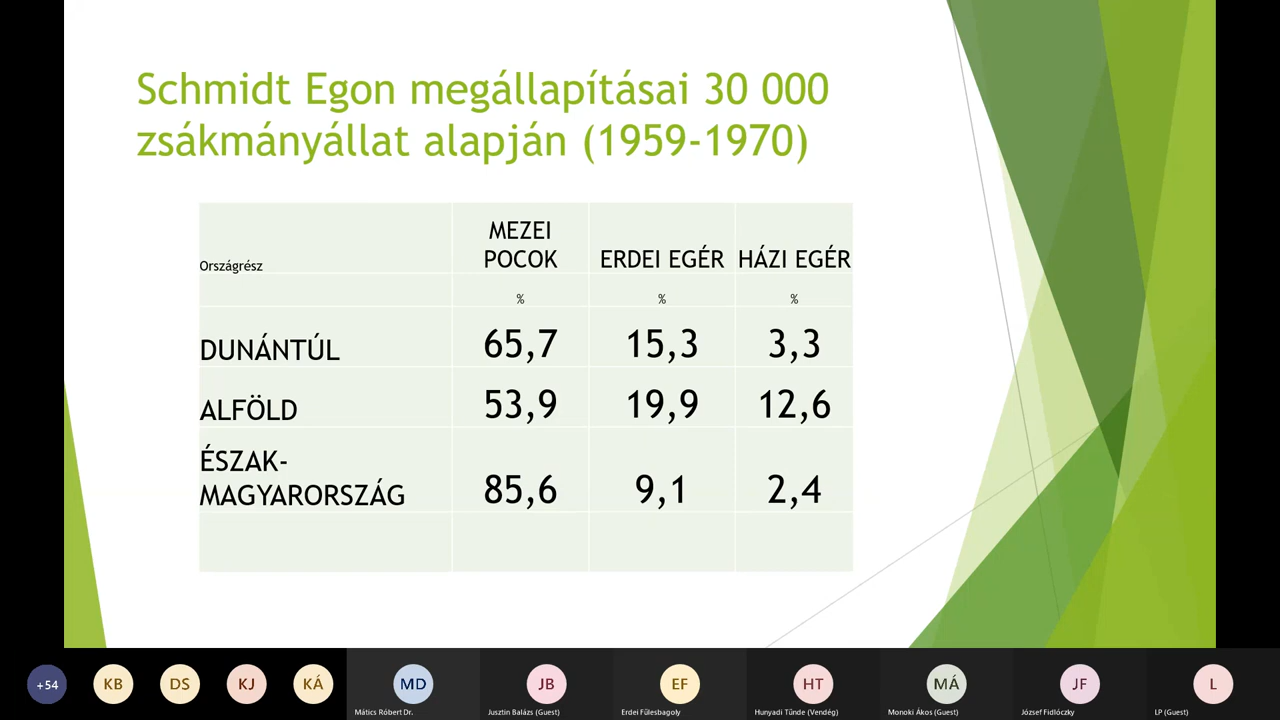 Schmidt Egon megállapításai 30 000
zsákmányállat alapján (1959-1970)
Országrész
MEZEI
POCOK
ERDEI EGÉR
HÁZI EGÉR
%
%
%
DUNÁNTÚL
65,7
15,3
3,3
ALFÖLD
53,9
19,9
12,6
ÉSZAK-
MAGYARORSZÁG
85,6
9,1
2,4
+54
KB
DS
KJ
KÁ
MD
JB
EF
HT
MÁ
JF
L
Mátics Róbert Dr.
Jusztin Balázs (Guest)
Erdei Fülesbagoly
Hunyadi Tünde (Vendég)
Monoki Ákos (Guest)
József Fidlóczky
LP (Guest)